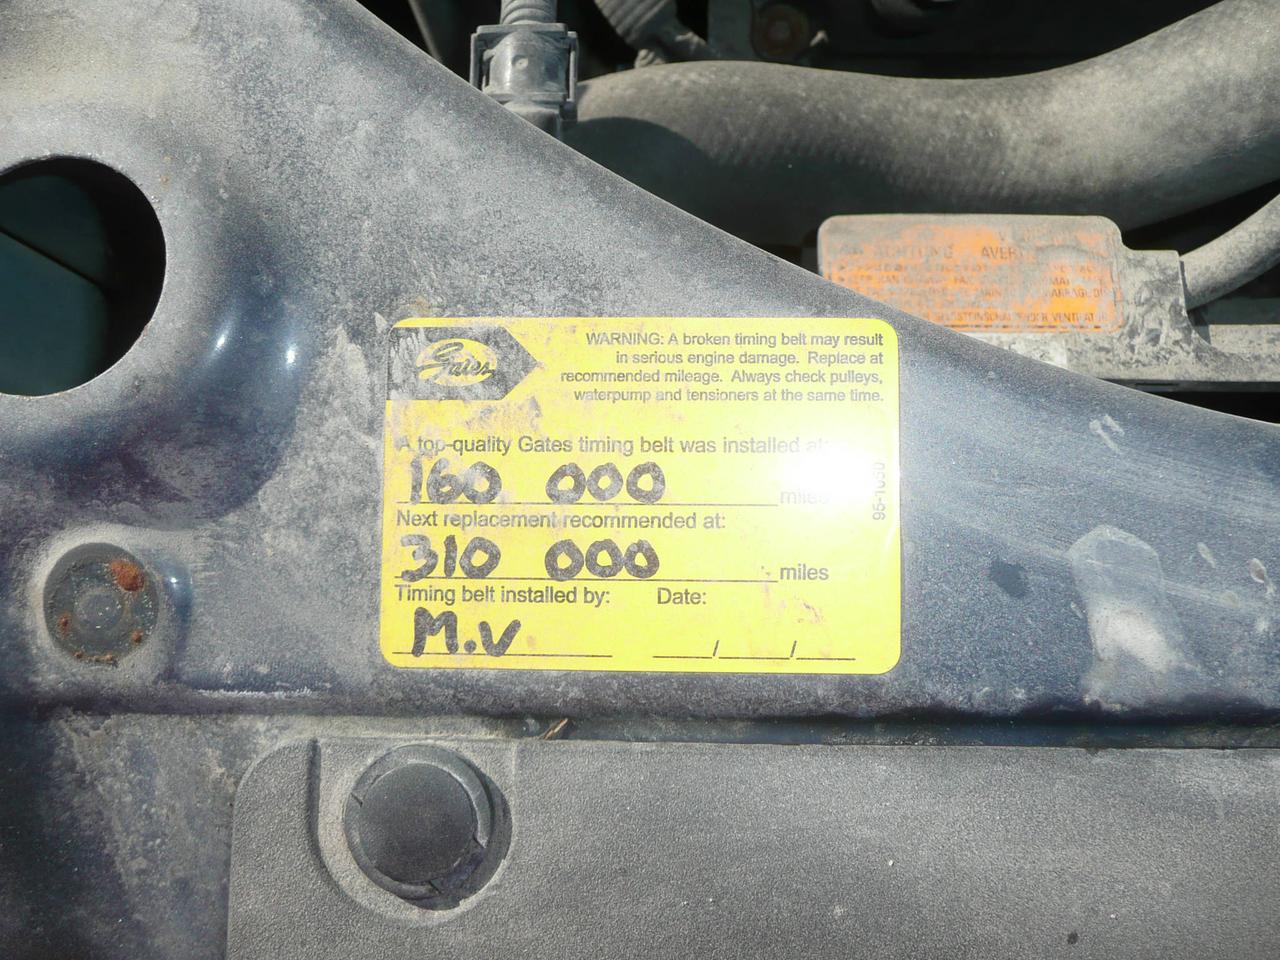 ACHTUNG AVER
Gates
WARNING: A broken timing belt may result
in serious engine damage. Replace at
recommended mileage. Always check pulleys,
waterpump and tensioners at the same time.
A top-quality Gates timing belt was installed at:
160 000 miles
95-1050
Next replacement recommended at:
310 000 miles
Timing belt installed by: Date:
M.V / /